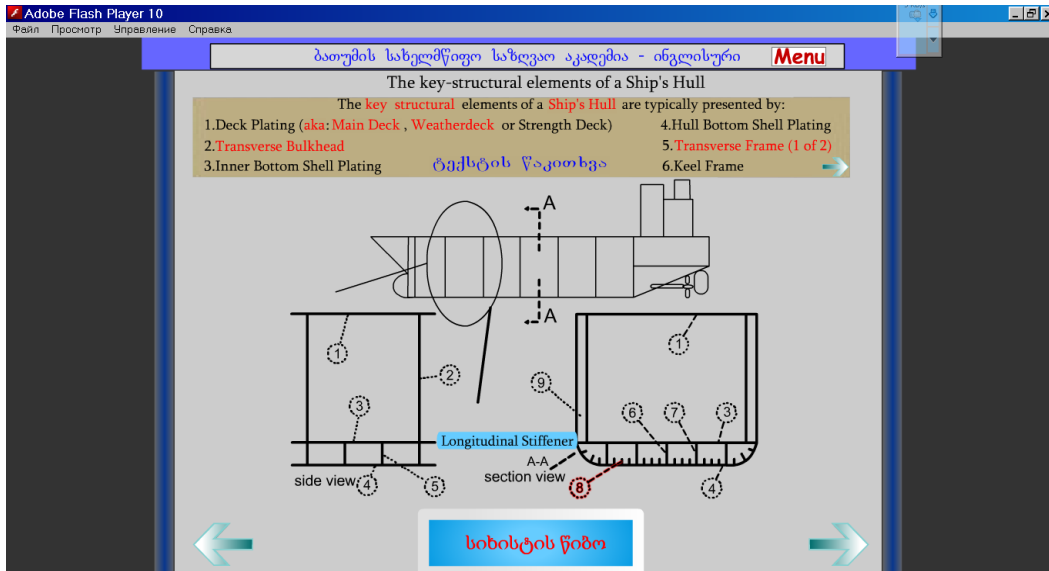 Adobe Flash Player 10
Файл Просмотр Управление Справка
ბათუმის სახელმწიფო საზღვაო აკადემია - ინგლისური
Menu
The key-structural elements of a Ship's Hull
The key structural elements of a Ship's Hull are typically presented by:
1.Deck Plating (aka: Main Deck , Weatherdeck or Strength Deck)
2.Transverse Bulkhead
3.Inner Bottom Shell Plating
ტექსტის წაკითხვა
4.Hull Bottom Shell Plating
5.Transverse Frame (1 of 2)
6.Keel Frame
A
A
1
2
3
side view
4
5
1
9
6
7
3
Longitudinal Stiffener
A-A
section view
8
4
სიხისტის წიბო